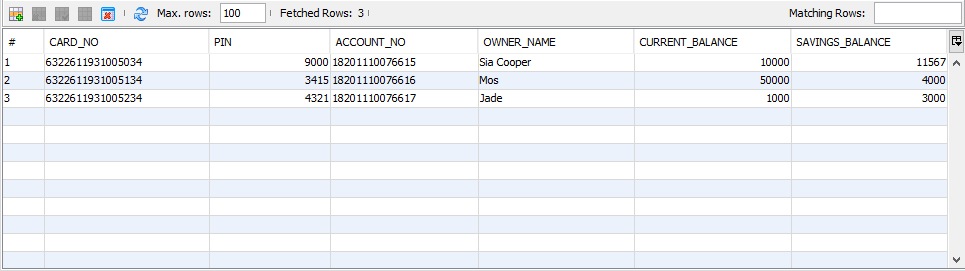 Max. rows: 100 Fetched Rows: 3 Matching Rows:
# CARD_NO PIN ACCOUNT_NO OWNER_NAME CURRENT_BALANCE SAVINGS_BALANCE
1 6322611931005034 9000 18201110076615 Sia Cooper 10000 11567
2 6322611931005134 3415 18201110076616 Mos 50000 4000
3 6322611931005234 4321 18201110076617 Jade 1000 3000